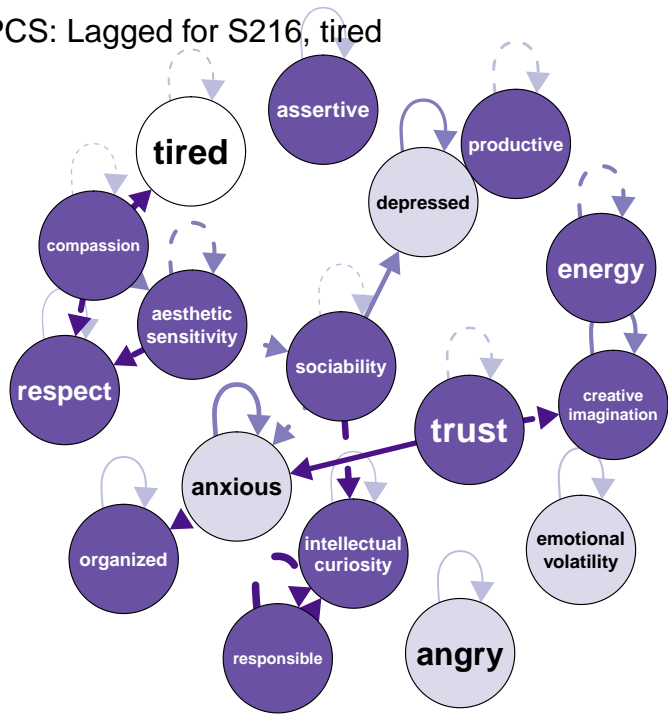 PCS: Lagged for S216, tired
assertive
tired
productive
depressed
compassion
energy
aesthetic
sensitivity
sociability
respect
creative
imagination
trust
anxious
organized
intellectual
curiosity
emotional
volatility
responsible
angry